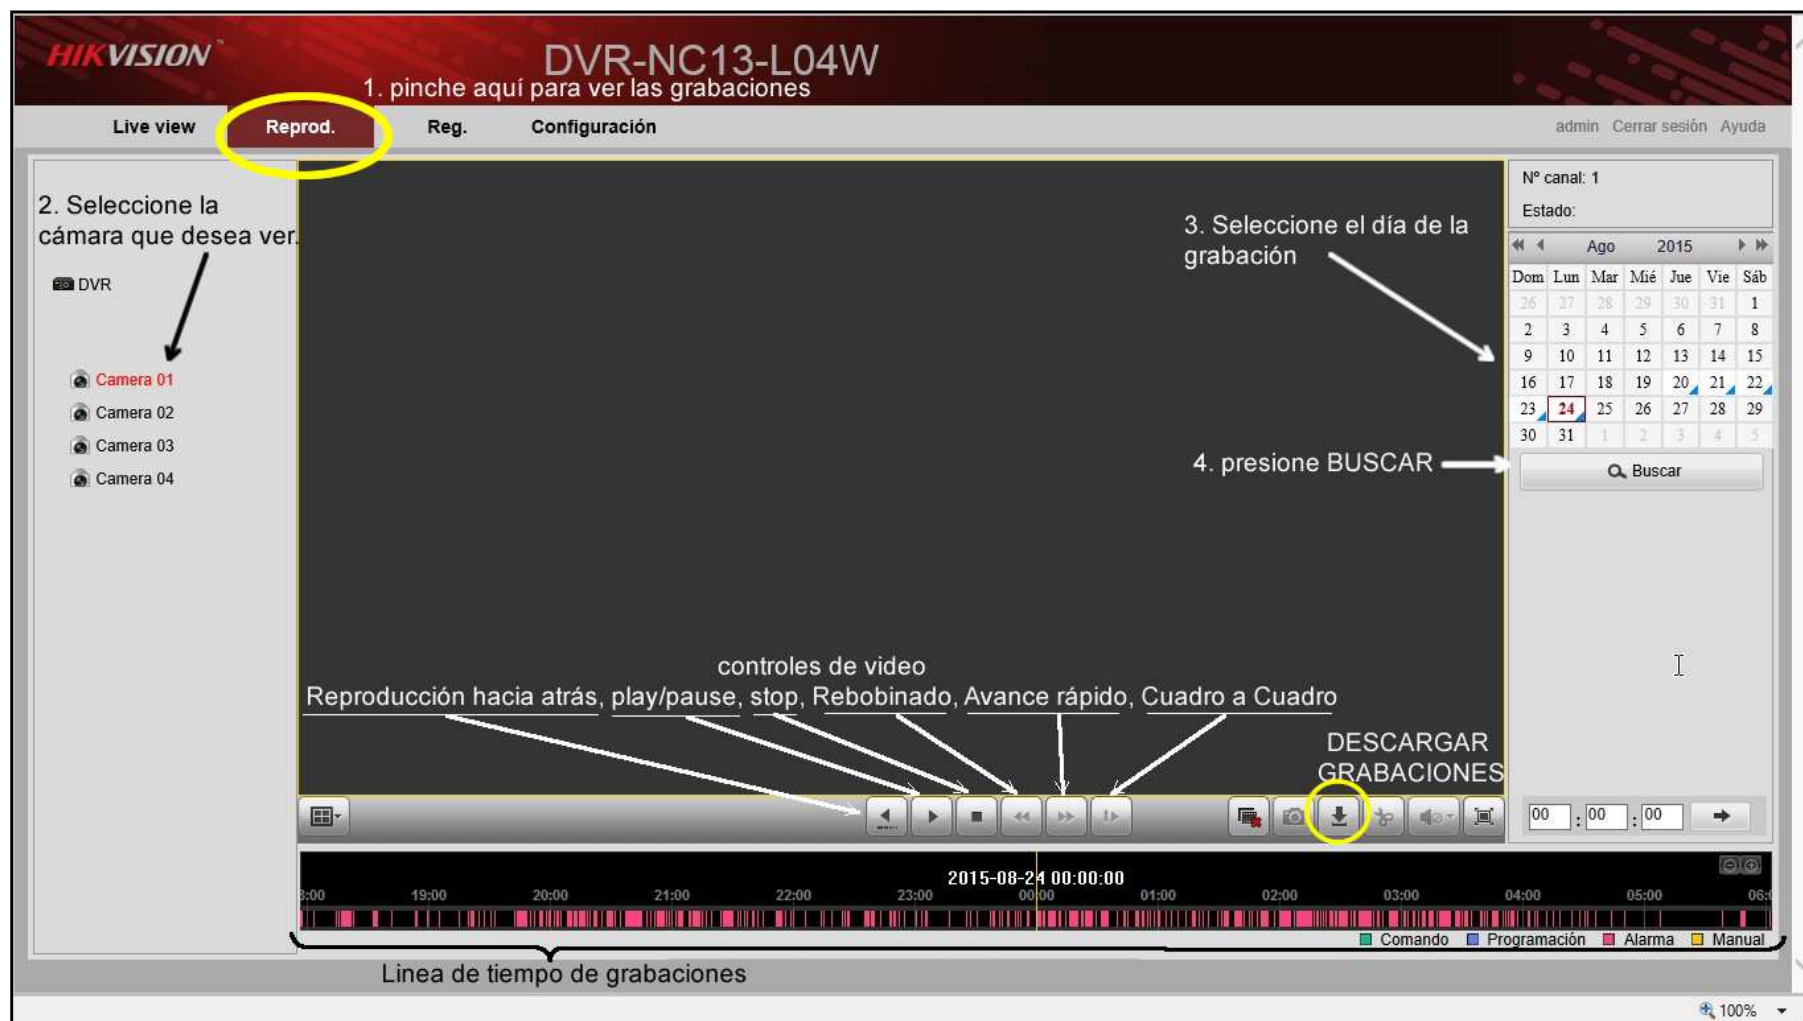 HIKVISION
DVR-NC13-L04W
1. pinche aquí para ver las grabaciones
Live view Reprod. Reg. Configuración admin Cerrar sesión Ayuda
2. Seleccione la
cámara que desea ver.
DVR
Camera 01
Camera 02
Camera 03
Camera 04
3. Seleccione el día de la
grabación
4. presione BUSCAR
Nº canal: 1
Estado:
Ago 2015
Dom Lun Mar Mié Jue Vie Sáb
26 27 28 29 30 31 1
2 3 4 5 6 7 8
9 10 11 12 13 14 15
16 17 18 19 20 21 22
23 24 25 26 27 28 29
30 31 1 2 3 4 5
Buscar
controles de video
Reproducción hacia atrás, play/pause, stop, Rebobinado, Avance rápido, Cuadro a Cuadro
DESCARGAR
GRABACIONES
00 : 00 : 00
2015-08-24 00:00:00
19:00 20:00 21:00 22:00 23:00 00:00 01:00 02:00 03:00 04:00 05:00
Comando Programación Alarma Manual
Linea de tiempo de grabaciones
100%